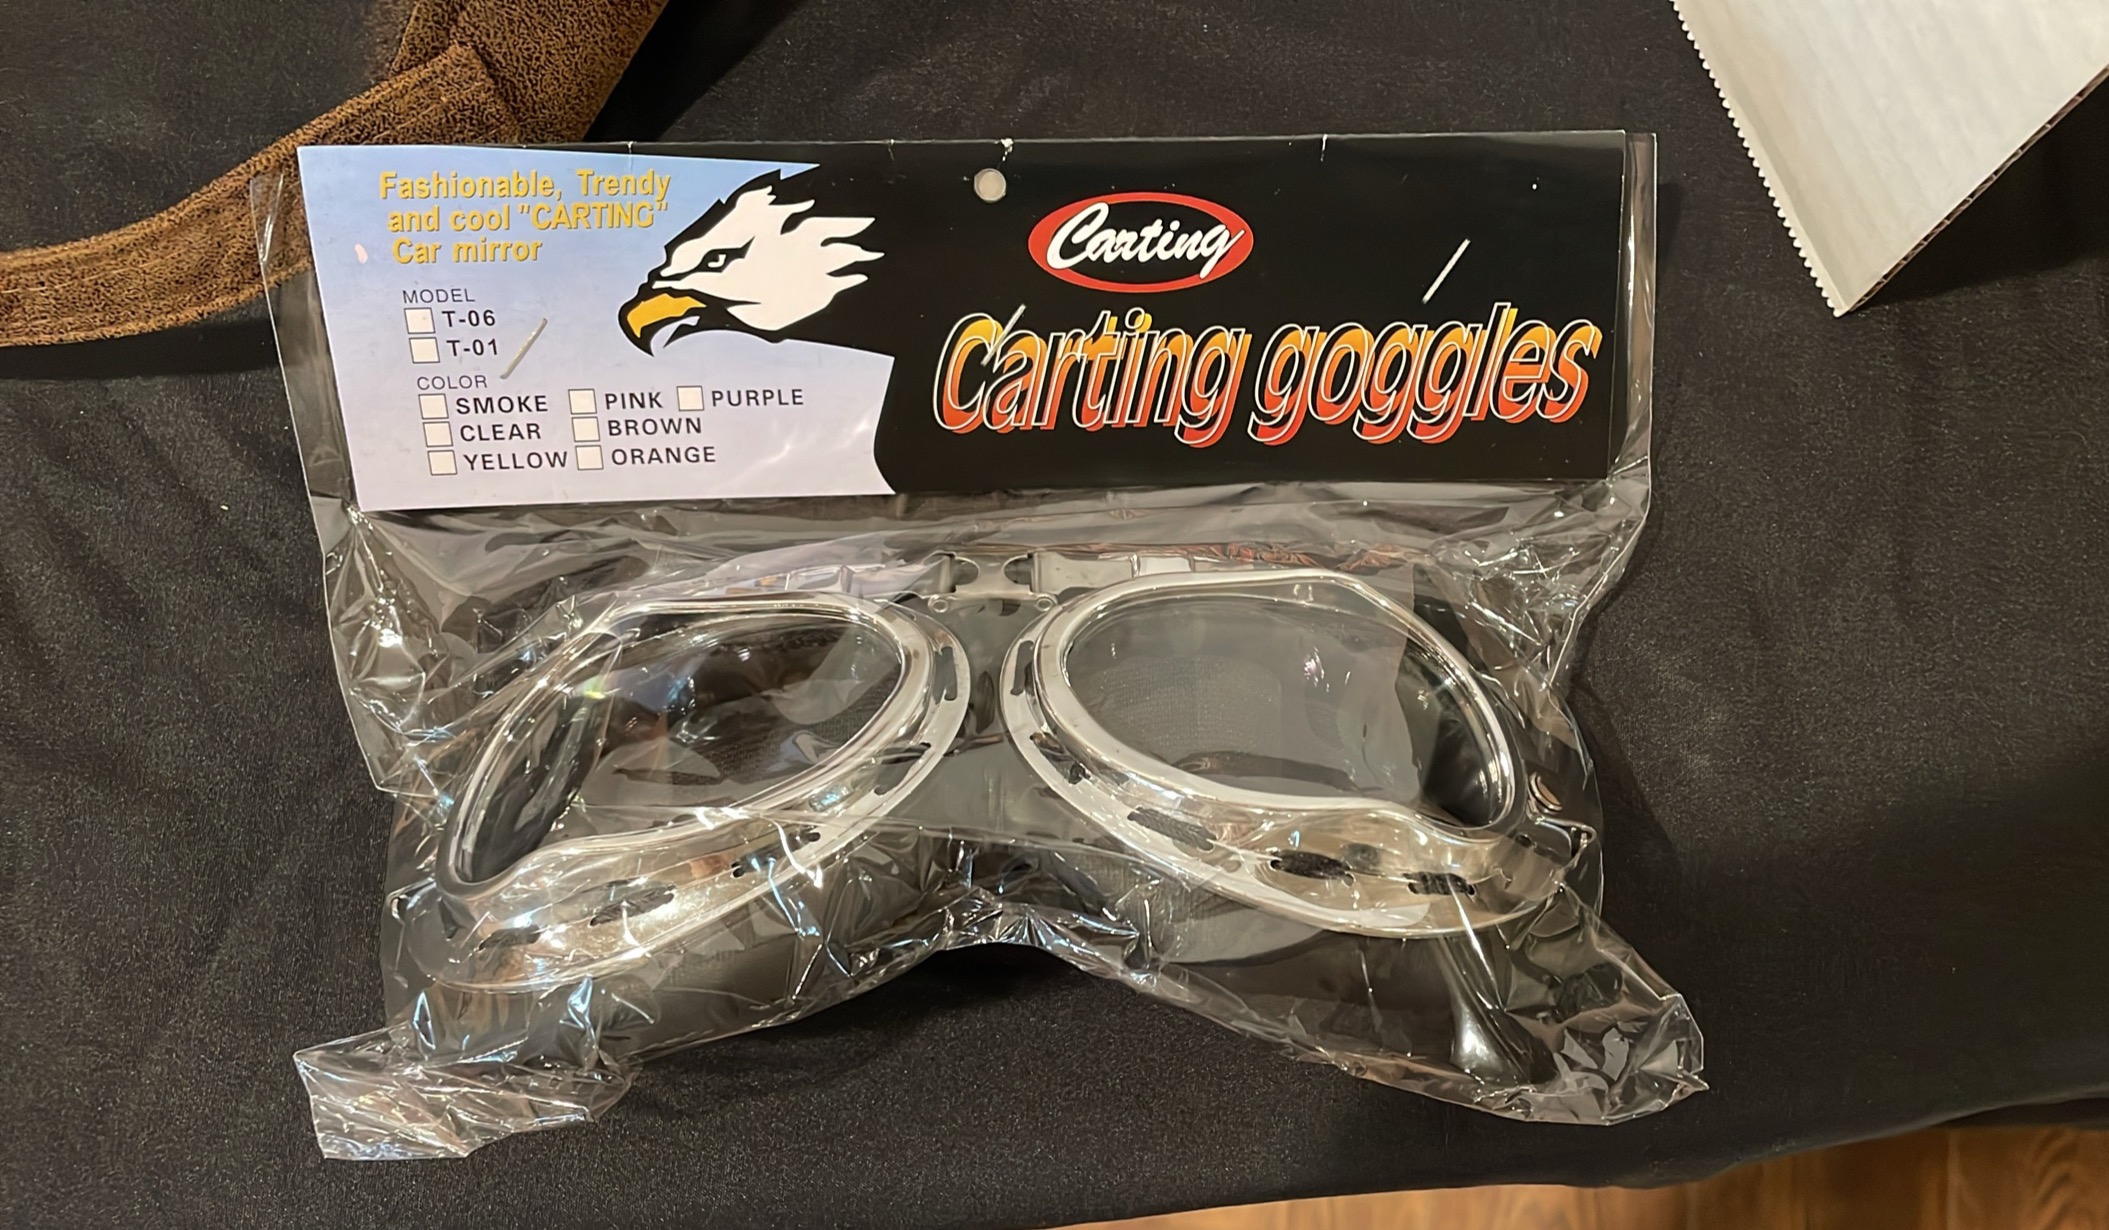 Fashionable, Trendy
and cool "CARTING"
Car mirror
MODEL
T-06
T-01
COLOR
SMOKE PINK PURPLE
CLEAR BROWN
YELLOW ORANGE
Carting
Carting goggles